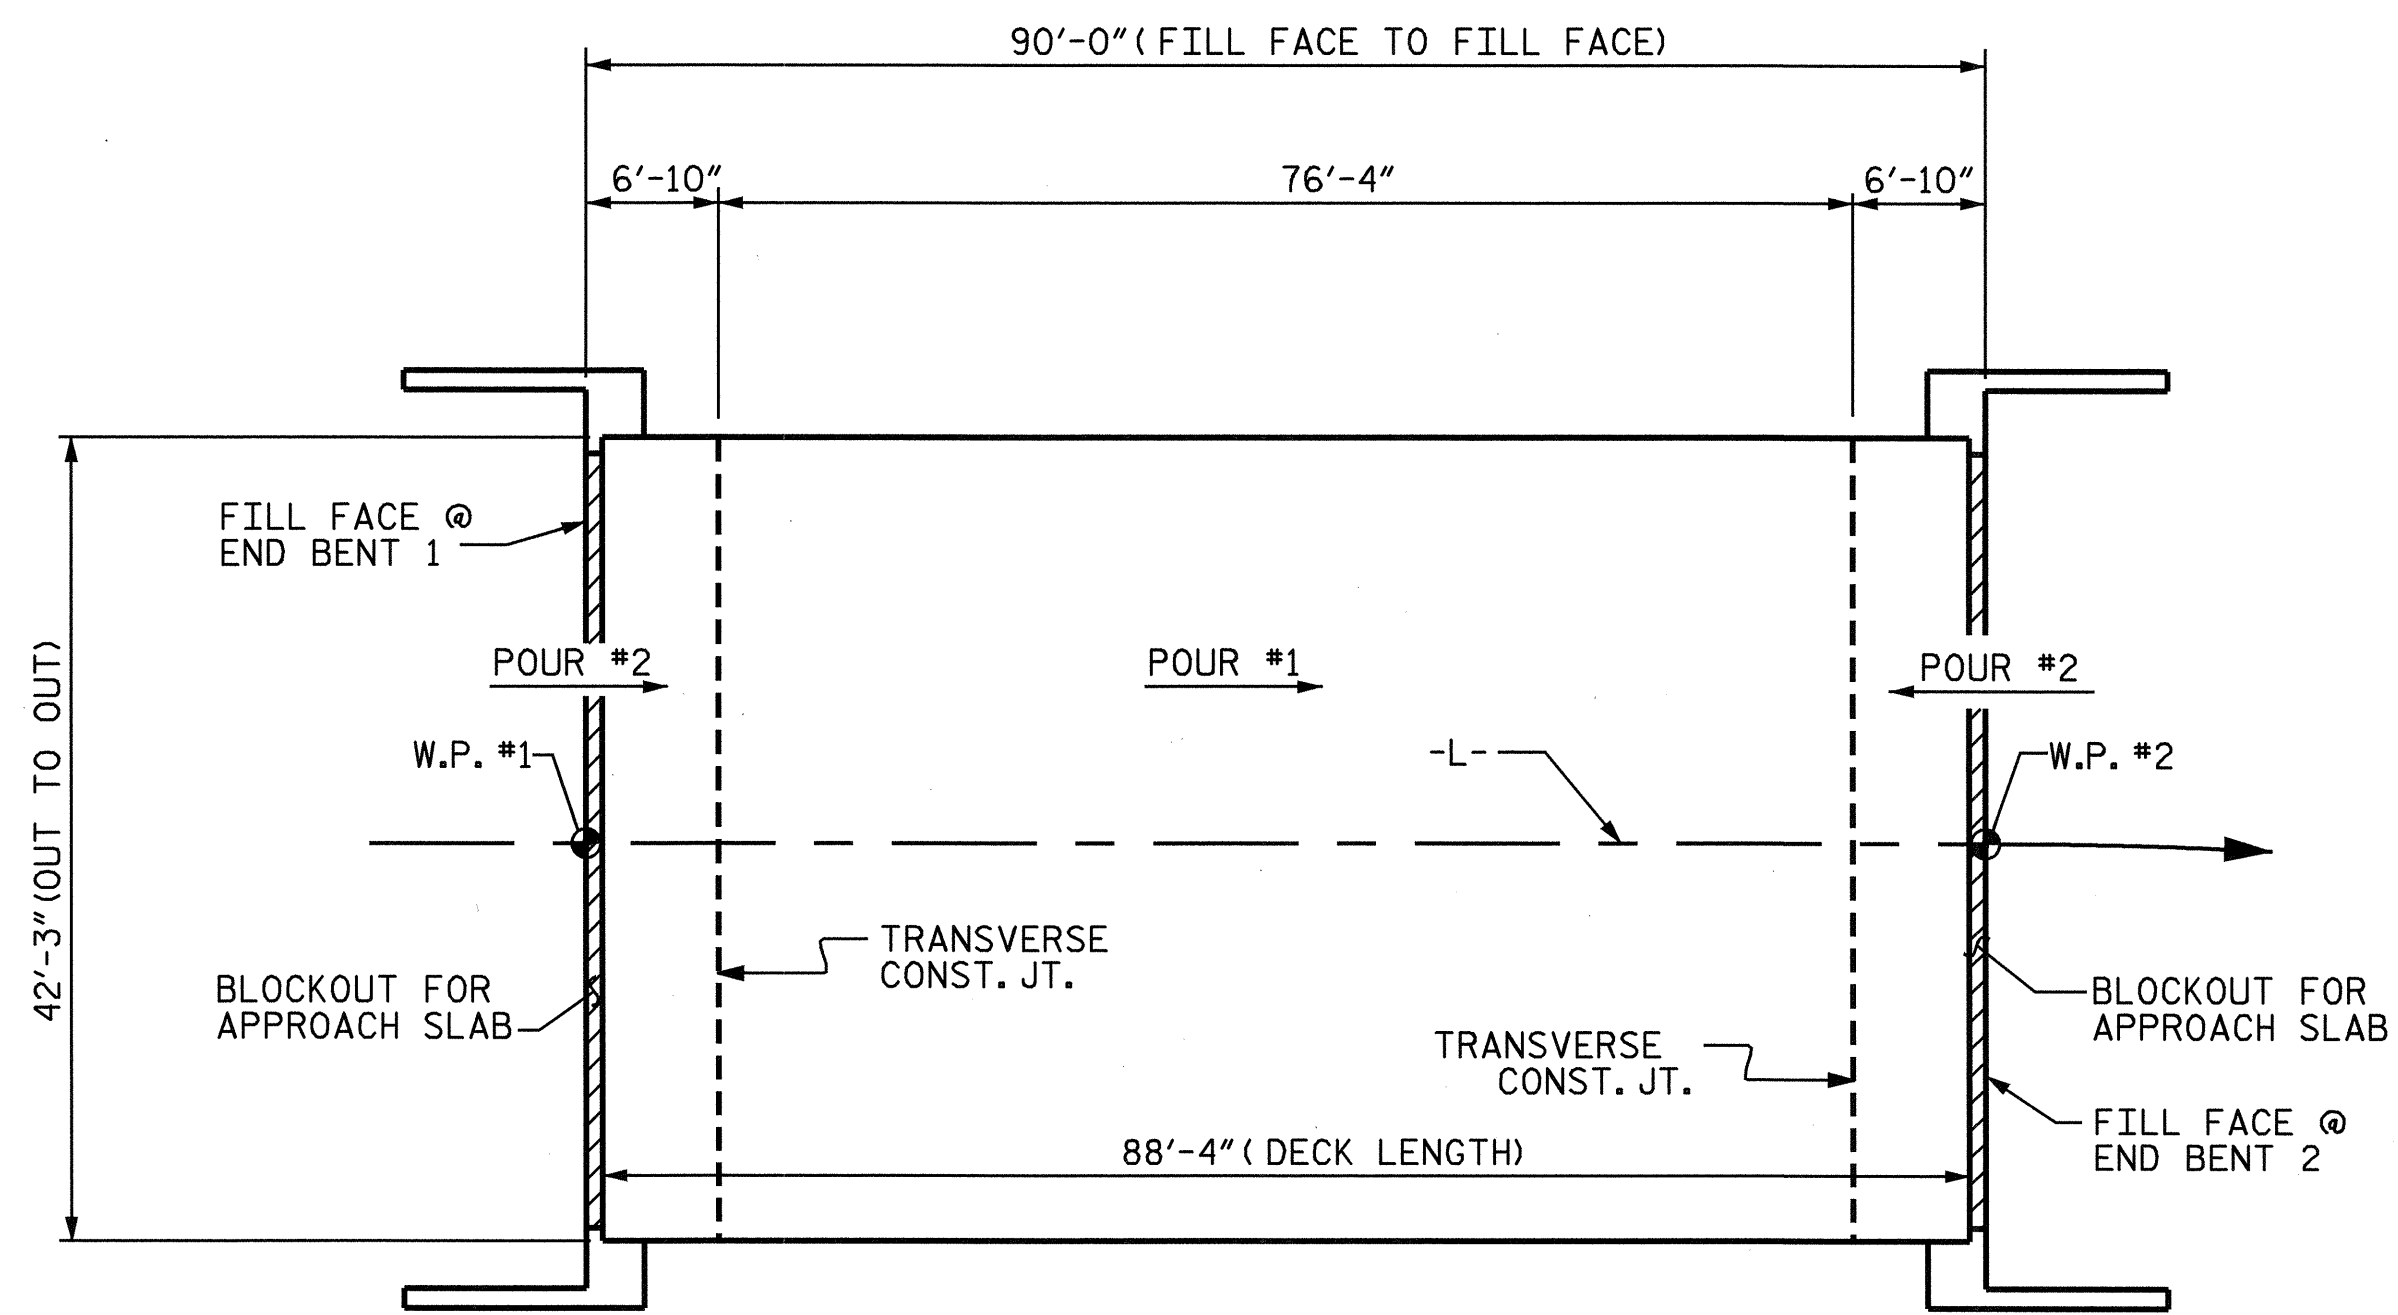 90'-0" (FILL FACE TO FILL FACE)
6'-10"
76'-4"
6'-10"
FILL FACE @
END BENT 1
POUR #2
POUR #1
POUR #2
42'-3" (OUT TO OUT)
W.P. #1
-L-
W.P. #2
TRANSVERSE
CONST. JT.
BLOCKOUT FOR
APPROACH SLAB
BLOCKOUT FOR
APPROACH SLAB
TRANSVERSE
CONST. JT.
FILL FACE @
END BENT 2
88'-4" (DECK LENGTH)